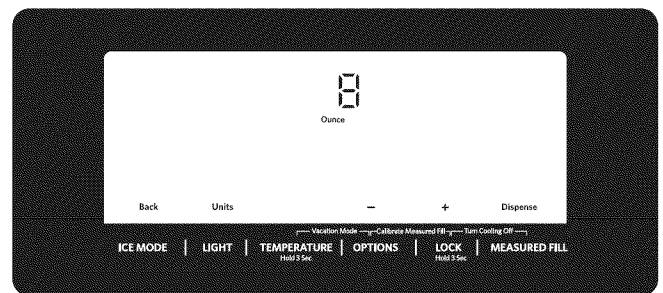 8
Ounce
Back Units − + Dispense
Vacation Mode Calibrate Measured Fill Turn Cooling Off
ICE MODE | LIGHT | TEMPERATURE | OPTIONS | LOCK | MEASURED FILL
Hold 3 Sec Hold 3 Sec